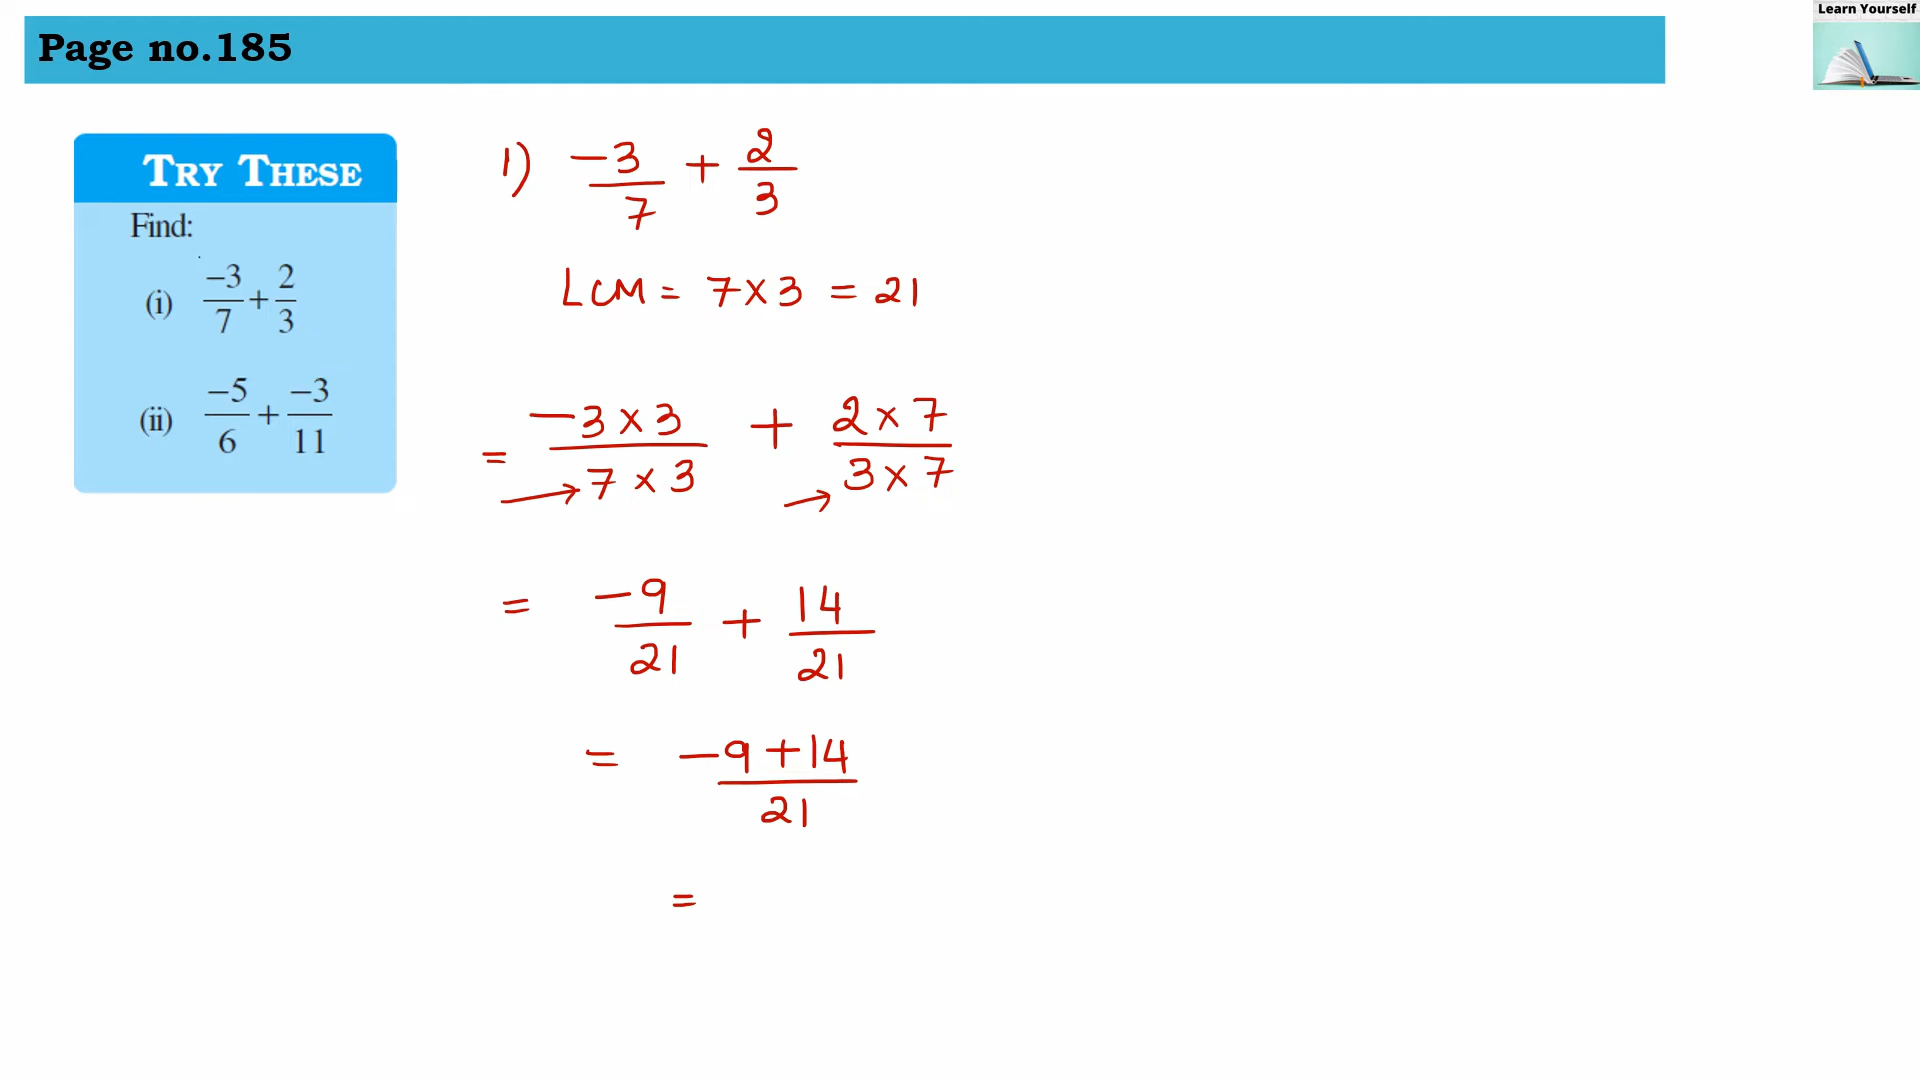 Learn Yourself
Page no.185
TRY THESE
Find:
(i) −3/7 + 2/3
(ii) −5/6 + −3/11
1) −3/7 + 2/3
LCM = 7×3 = 21
= −3×3/→7×3 + 2×7/→3×7
= −9/21 + 14/21
= −9+14/21
=